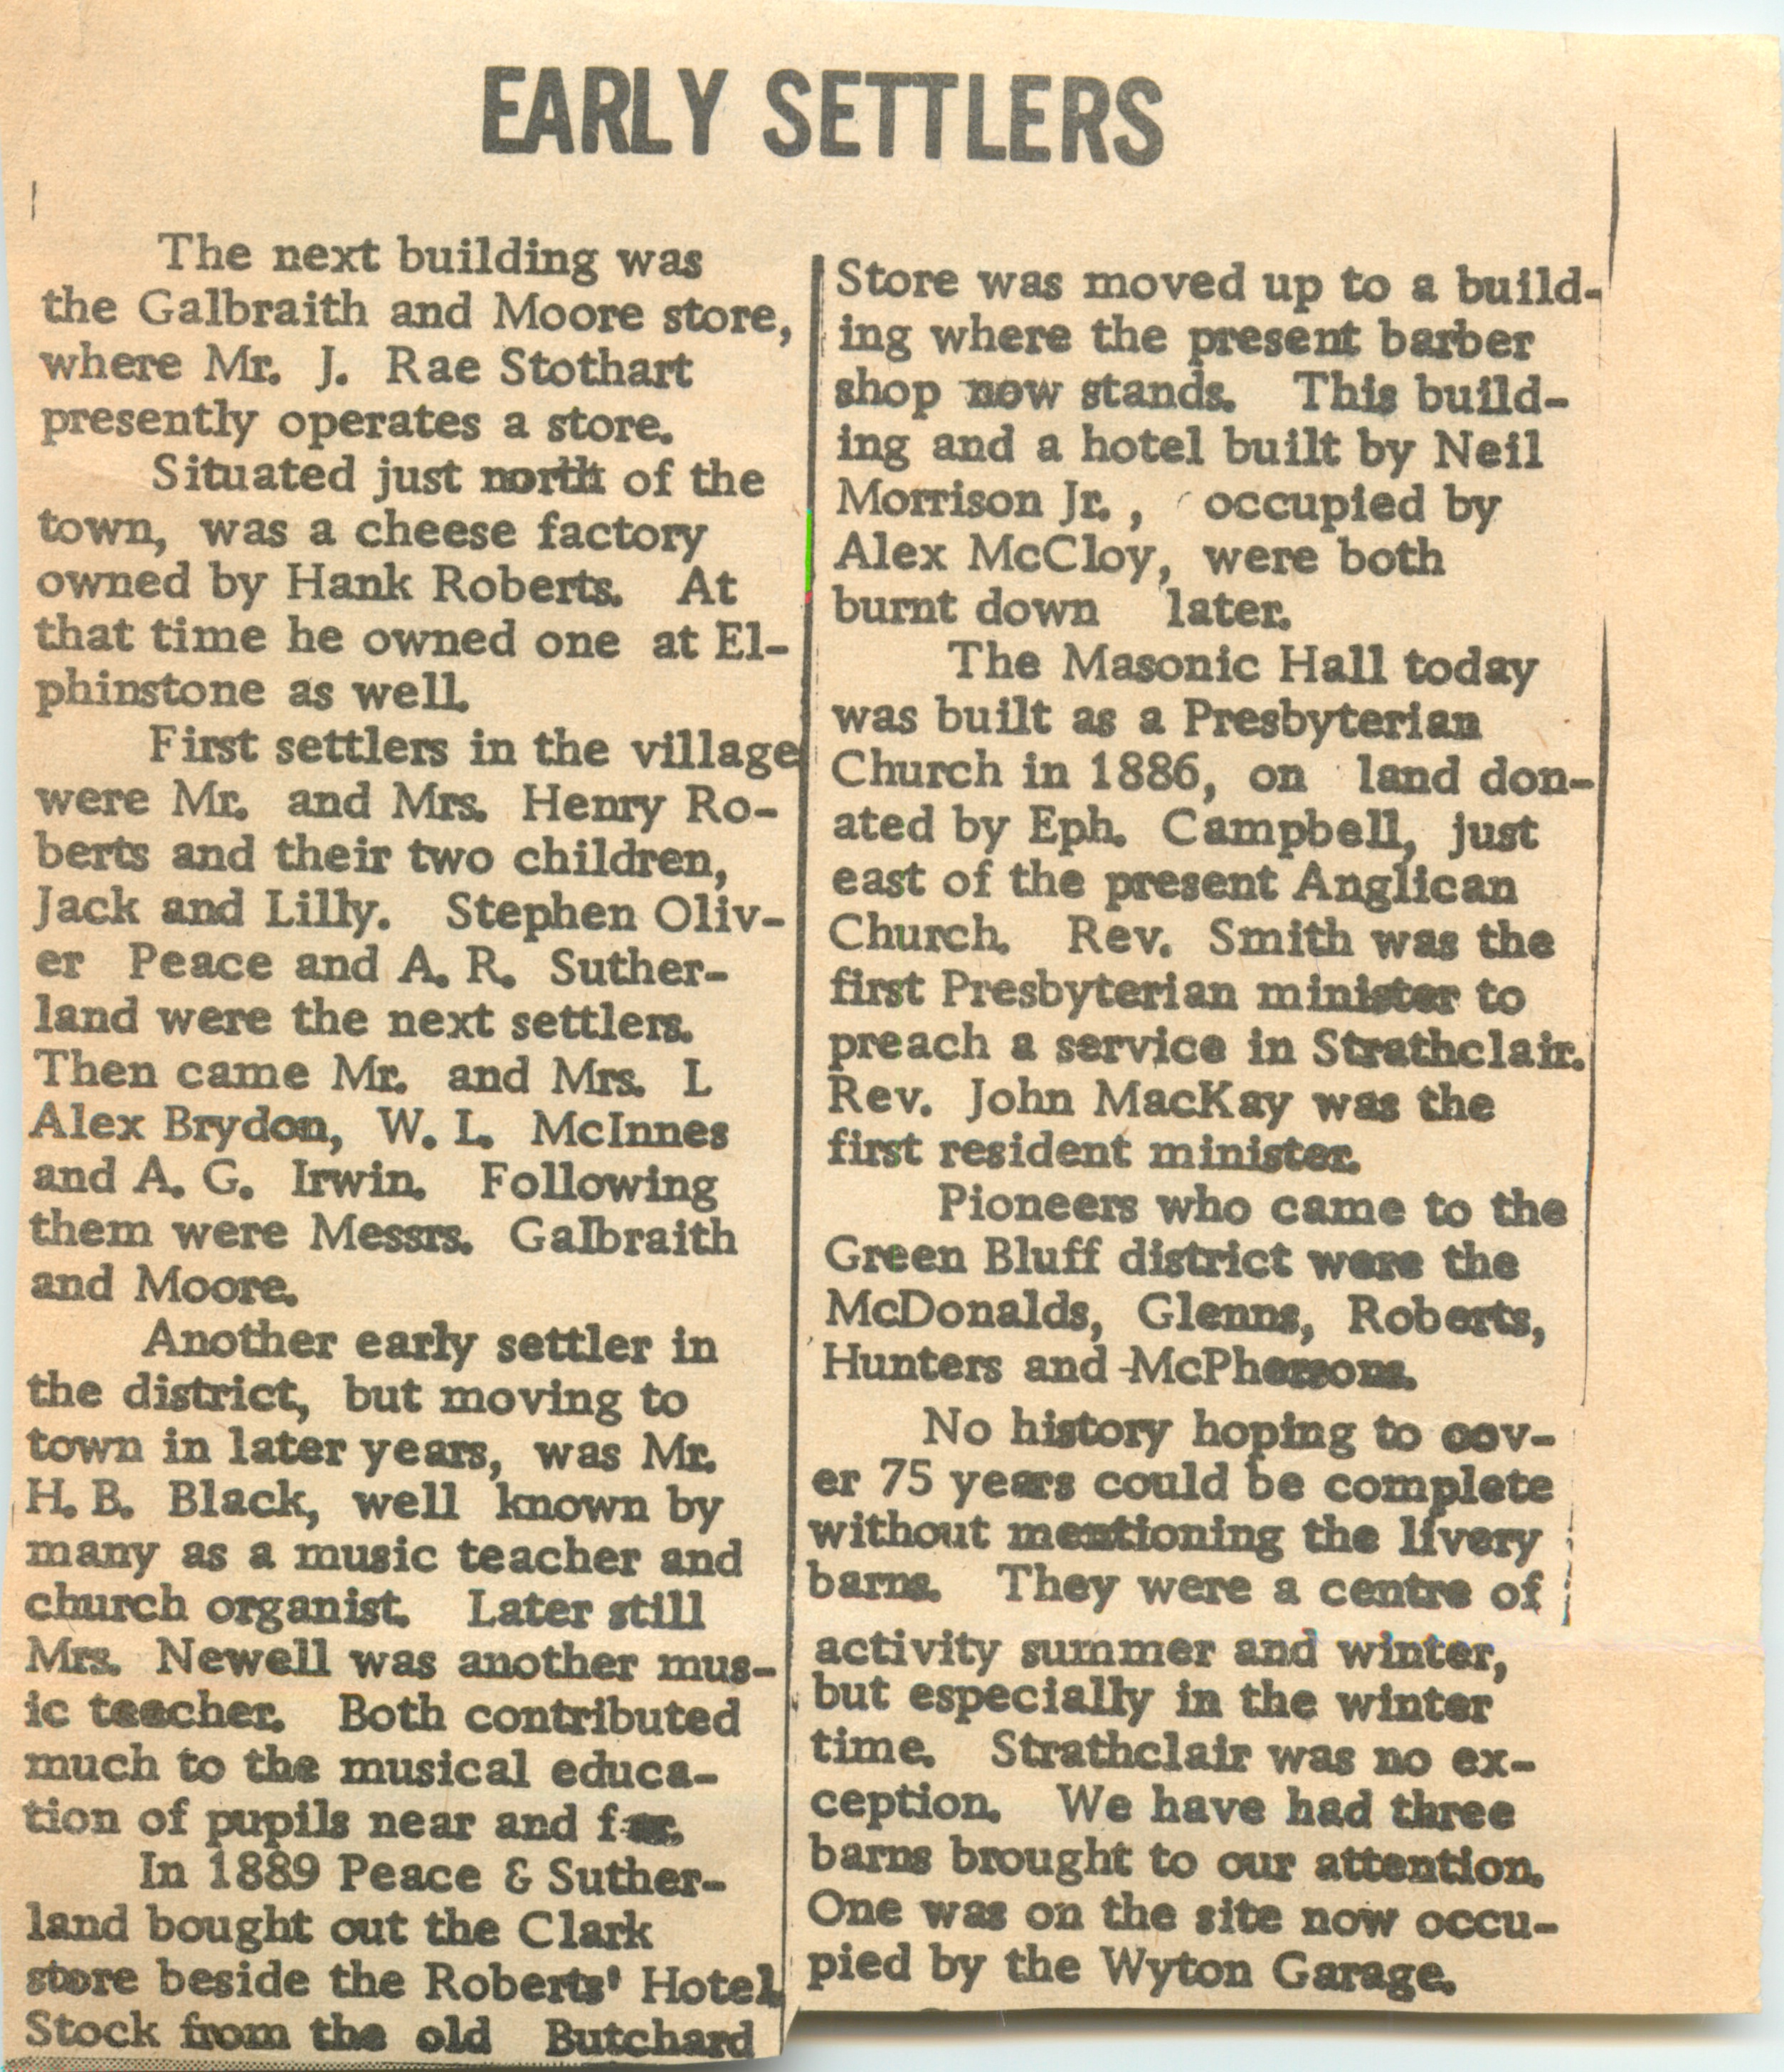 EARLY SETTLERS
The next building was
the Galbraith and Moore store,
where Mr. J. Rae Stothart
presently operates a store.
Situated just north of the
town, was a cheese factory
owned by Hank Roberts. At
that time he owned one at El-
phinstone as well.
First settlers in the village
were Mr. and Mrs. Henry Ro-
berts and their two children,
Jack and Lilly. Stephen Oliv-
er Peace and A. R. Suther-
land were the next settlers.
Then came Mr. and Mrs. L
Alex Brydon, W. L. McInnes
and A. G. Irwin. Following
them were Messrs. Galbraith
and Moore.
Another early settler in
the district, but moving to
town in later years, was Mr.
H. B. Black, well known by
many as a music teacher and
church organist. Later still
Mrs. Newell was another mus-
ic teacher. Both contributed
much to the musical educa-
tion of pupils near and far.
In 1889 Peace & Suther-
land bought out the Clark
store beside the Roberts' Hotel.
Stock from the old Butchard
Store was moved up to a build-
ing where the present barber
shop now stands. This build-
ing and a hotel built by Neil
Morrison Jr., occupied by
Alex McCloy, were both
burnt down later.
The Masonic Hall today
was built as a Presbyterian
Church in 1886, on land don-
ated by Eph. Campbell, just
east of the present Anglican
Church. Rev. Smith was the
first Presbyterian minister to
preach a service in Strathclair.
Rev. John MacKay was the
first resident minister.
Pioneers who came to the
Green Bluff district were the
McDonalds, Glenns, Roberts,
Hunters and McPhersons.
No history hoping to cov-
er 75 years could be complete
without mentioning the livery
barns. They were a centre of
activity summer and winter,
but especially in the winter
time. Strathclair was no ex-
ception. We have had three
barns brought to our attention.
One was on the site now occu-
pied by the Wyton Garage.